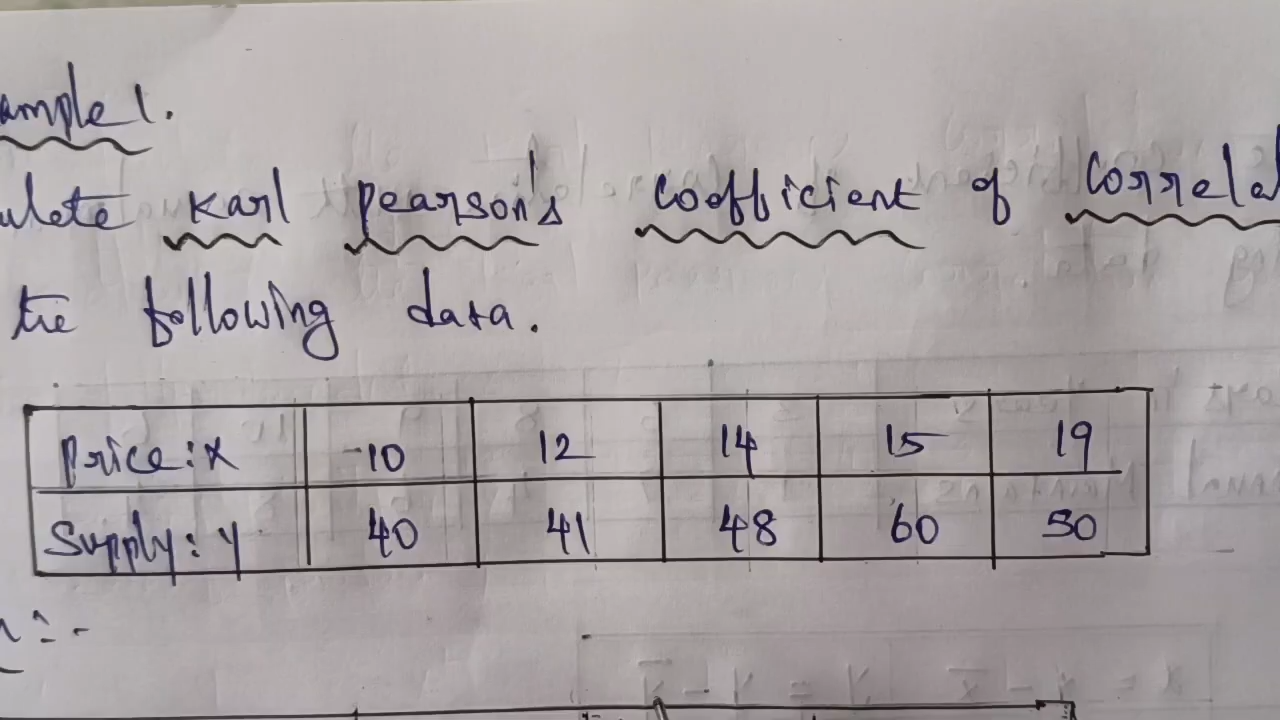 ample 1.
ulete Karl pearson's coefficient of correla
the following data.
Price: x 10 12 14 15 19
Supply: y 40 41 48 60 50